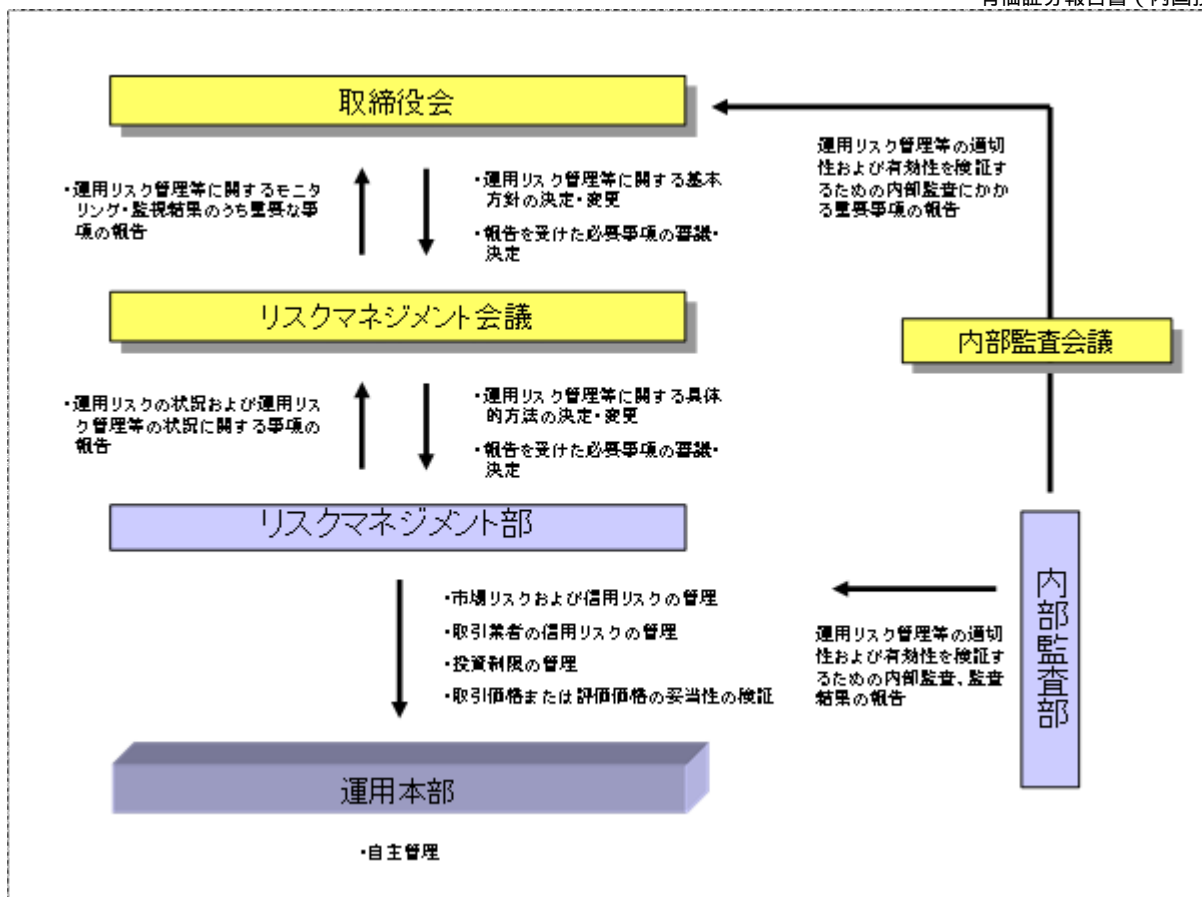 取締役会
・運用リスク管理等に関するモニタ
リング・監視結果のうち重要な事
項の報告
・運用リスク管理等に関する基本
方針の決定・変更
・報告を受けた必要事項の審議・
決定
運用リスク管理等の適切
性および有効性を検証す
るための内部監査にかか
る重要事項の報告
リスクマネジメント会議
内部監査会議
・運用リスクの状況および運用リス
ク管理等の状況に関する事項の
報告
・運用リスク管理等に関する具体
的方法の決定・変更
・報告を受けた必要事項の審議・
決定
リスクマネジメント部
内部監査部
・市場リスクおよび信用リスクの管理
・取引業者の信用リスクの管理
・投資制限の管理
・取引価格または評価価格の妥当性の検証
運用リスク管理等の適切
性および有効性を検証す
るための内部監査、監査
結果の報告
運用本部
・自主管理